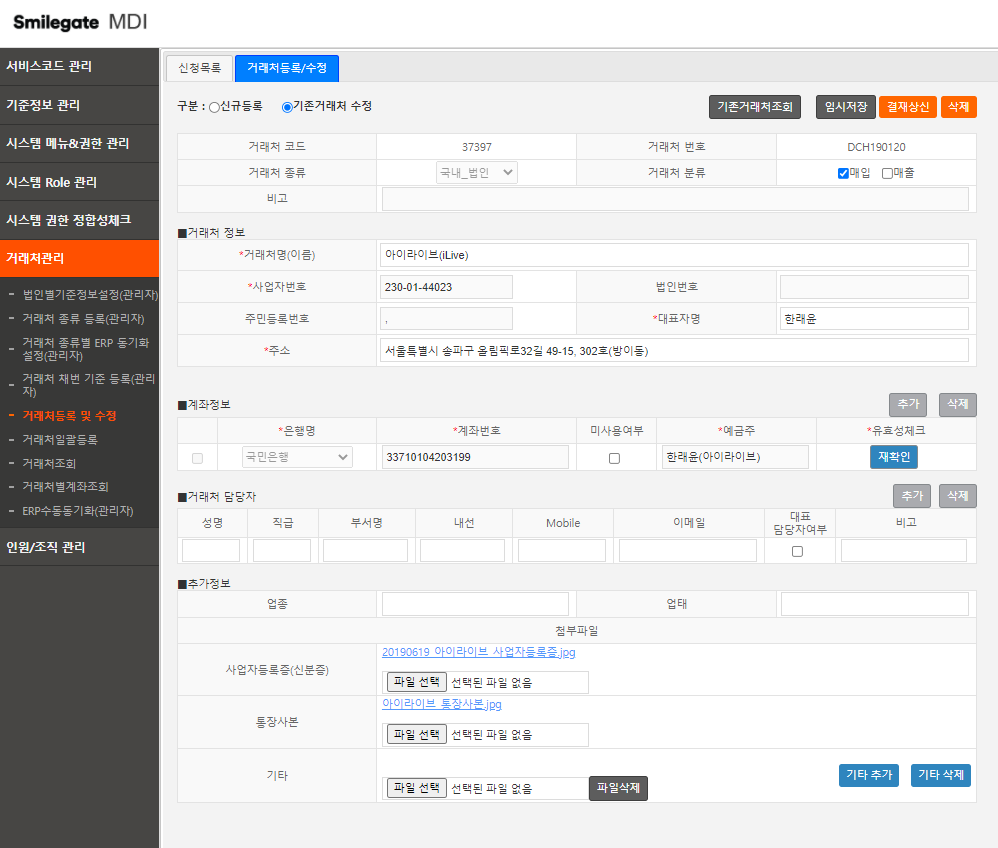 Smilegate MDI
서비스코드 관리
기준정보 관리
시스템 메뉴&권한 관리
시스템 Role 관리
시스템 권한 정합성체크
거래처관리
법인별기준정보설정(관리자)
거래처 종류 등록(관리자)
거래처 종류별 ERP 동기화
설정(관리자)
거래처 채번 기준 등록(관리
자)
거래처등록 및 수정
거래처일괄등록
거래처조회
거래처별계좌조회
ERP수동동기화(관리자)
인원/조직 관리
신청목록 거래처등록/수정
구분 : 신규등록 기존거래처 수정 기존거래처조회 임시저장 결재상신 삭제
거래처 코드 37397 거래처 번호 DCH190120
거래처 종류 국내_법인 거래처 분류 매입 매출
비고
■거래처 정보
*거래처명(이름) 아이라이브(iLive)
*사업자번호 230-01-44023 법인번호
주민등록번호 , *대표자명 한래윤
*주소 서울특별시 송파구 올림픽로32길 49-15, 302호(방이동)
■계좌정보 추가 삭제
*은행명 *계좌번호 미사용여부 *예금주 *유효성체크
국민은행 33710104203199 한래윤(아이라이브) 재확인
■거래처 담당자 추가 삭제
성명 직급 부서명 내선 Mobile 이메일 대표
담당자여부 비고
■추가정보
업종 업태
첨부파일
사업자등록증(신분증) 20190619_아이라이브_사업자등록증.jpg
파일 선택 선택된 파일 없음
통장사본 아이라이브_통장사본.jpg
파일 선택 선택된 파일 없음
기타 파일 선택 선택된 파일 없음 파일삭제 기타 추가 기타 삭제